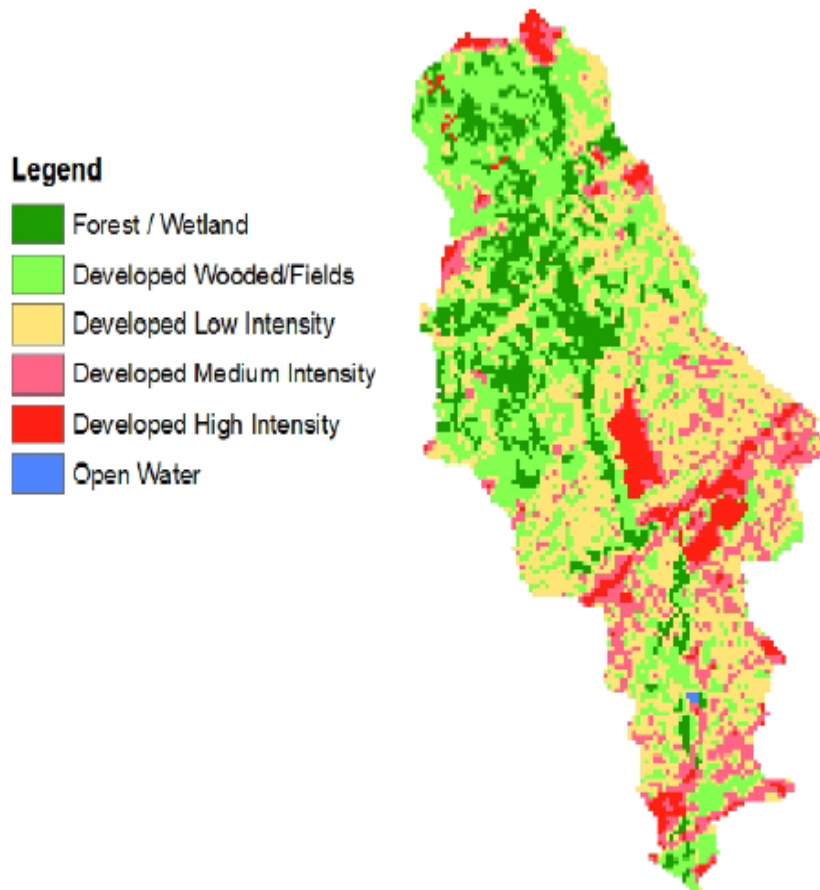 Legend
Forest / Wetland
Developed Wooded/Fields
Developed Low Intensity
Developed Medium Intensity
Developed High Intensity
Open Water